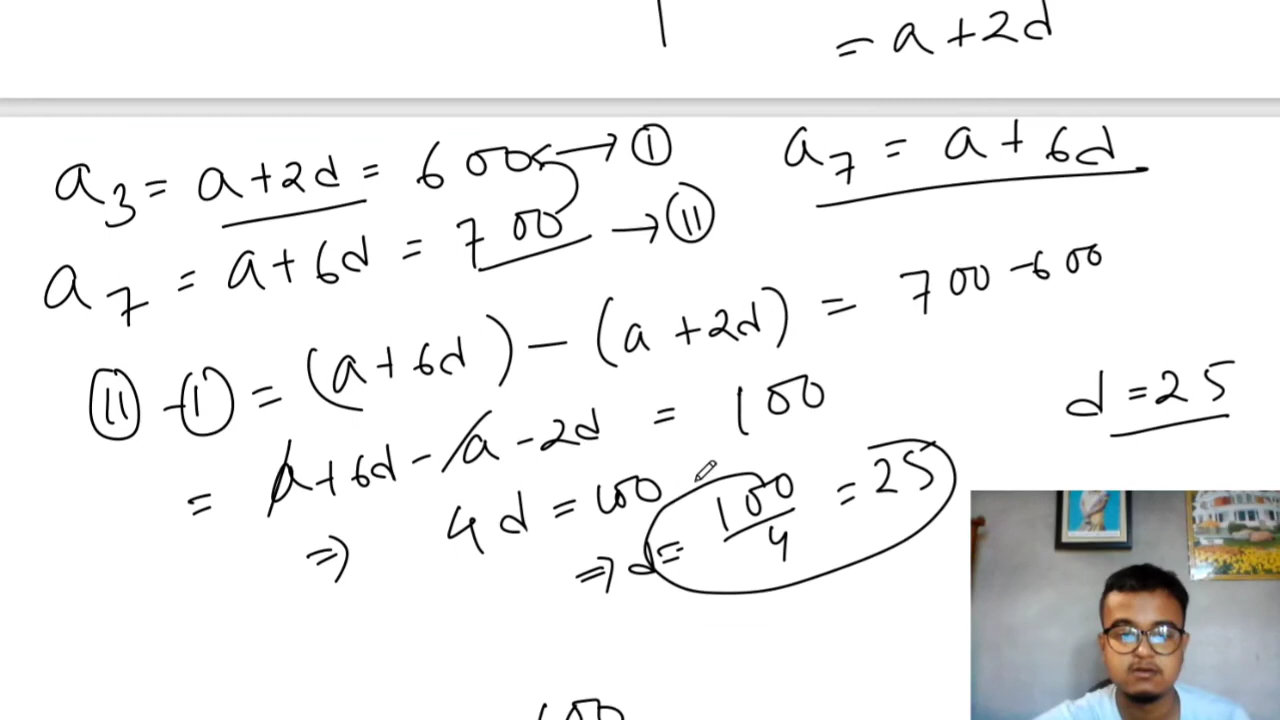 = a + 2d
a₃ = a + 2d = 600 → Ⓘ
a₇ = a + 6d
a₇ = a + 6d = 700 → Ⓘⓘ
Ⓘⓘ - Ⓘ = (a + 6d) - (a + 2d) = 700 - 600
= a + 6d - a - 2d = 100
d = 25
⇒ 4d = 100
⇒ d = 100/4 = 25
100